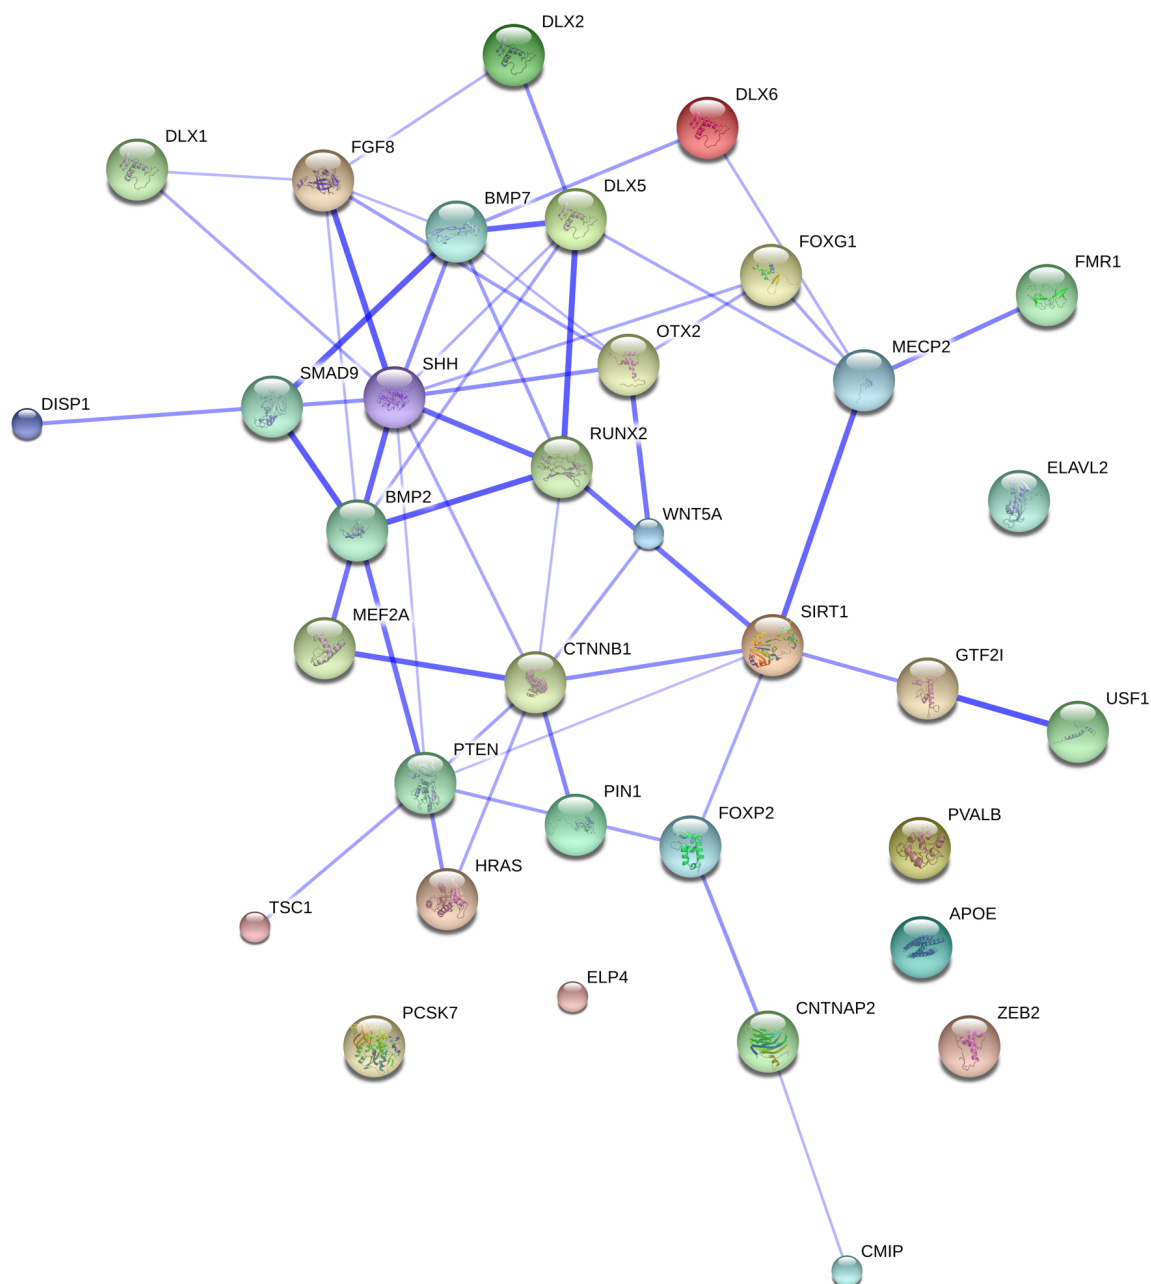 DLX2
DLX6
DLX1
FGF8
DLX5
BMP7
FOXG1
FMR1
OTX2
MECP2
SHH
SMAD9
DISP1
RUNX2
ELAVL2
BMP2
WNT5A
SIRT1
MEF2A
CTNNB1
GTF2I
USF1
PTEN
PIN1
FOXP2
PVALB
HRAS
TSC1
APOE
ELP4
CNTNAP2
PCSK7
ZEB2
CMIP